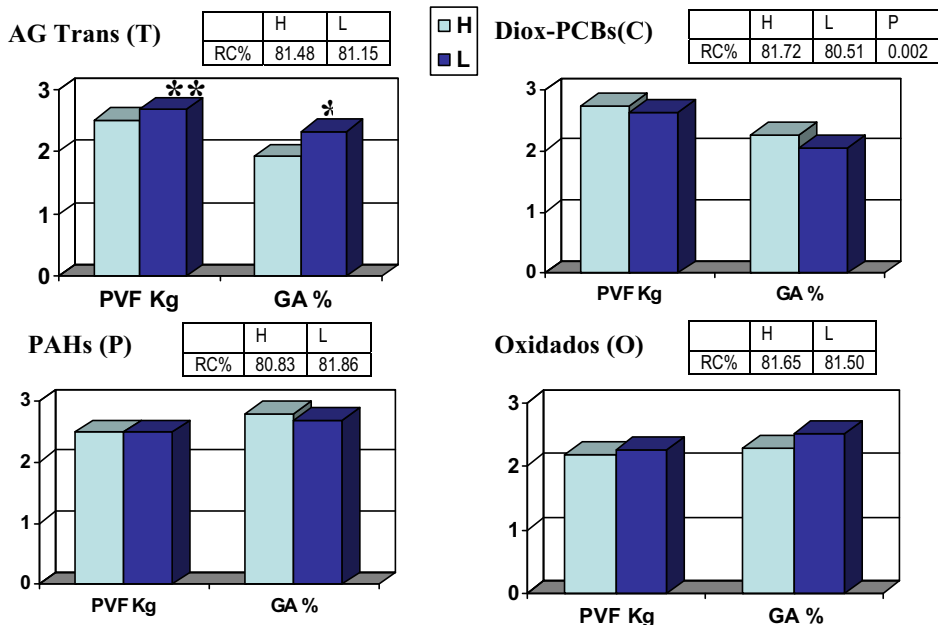 AG Trans (T)
H L
RC% 81.48 81.15
H
L
Diox-PCBs(C)
H L P
RC% 81.72 80.51 0.002
3
2
1
0
** *
PVF Kg GA %
3
2
1
0
PVF Kg GA %
PAHs (P)
H L
RC% 80.83 81.86
Oxidados (O)
H L
RC% 81.65 81.50
3
2
1
0
PVF Kg GA %
3
2
1
0
PVF Kg GA %